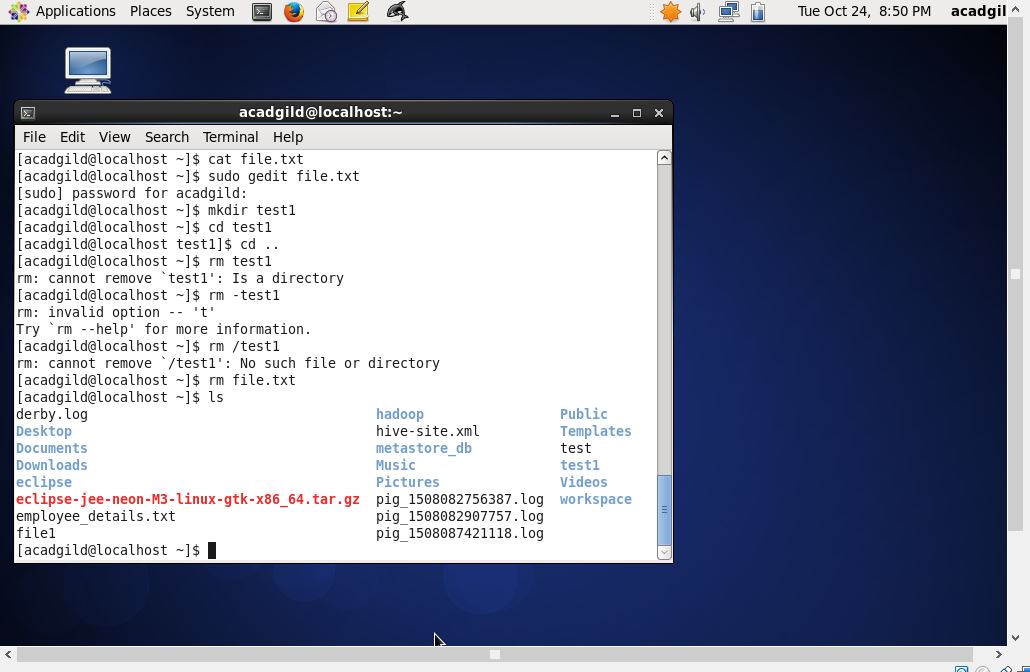 Applications Places System Tue Oct 24, 8:50 PM acadgil
acadgild@localhost:~
File Edit View Search Terminal Help
[acadgild@localhost ~]$ cat file.txt
[acadgild@localhost ~]$ sudo gedit file.txt
[sudo] password for acadgild:
[acadgild@localhost ~]$ mkdir test1
[acadgild@localhost ~]$ cd test1
[acadgild@localhost test1]$ cd ..
[acadgild@localhost ~]$ rm test1
rm: cannot remove `test1': Is a directory
[acadgild@localhost ~]$ rm -test1
rm: invalid option -- 't'
Try `rm --help' for more information.
[acadgild@localhost ~]$ rm /test1
rm: cannot remove `/test1': No such file or directory
[acadgild@localhost ~]$ rm file.txt
[acadgild@localhost ~]$ ls
derby.log hadoop Public
Desktop hive-site.xml Templates
Documents metastore_db test
Downloads Music test1
eclipse Pictures Videos
eclipse-jee-neon-M3-linux-gtk-x86_64.tar.gz pig_1508082756387.log workspace
employee_details.txt pig_1508082907757.log
file1 pig_1508087421118.log
[acadgild@localhost ~]$